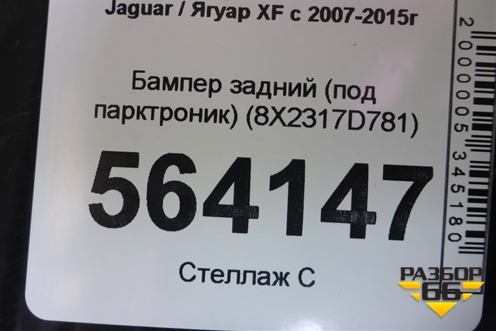 Jaguar / Ягуар XF с 2007-2015г
Бампер задний (под
парктроник) (8X2317D781)
564147
Стеллаж С
2000005345180
РАЗБОР
66